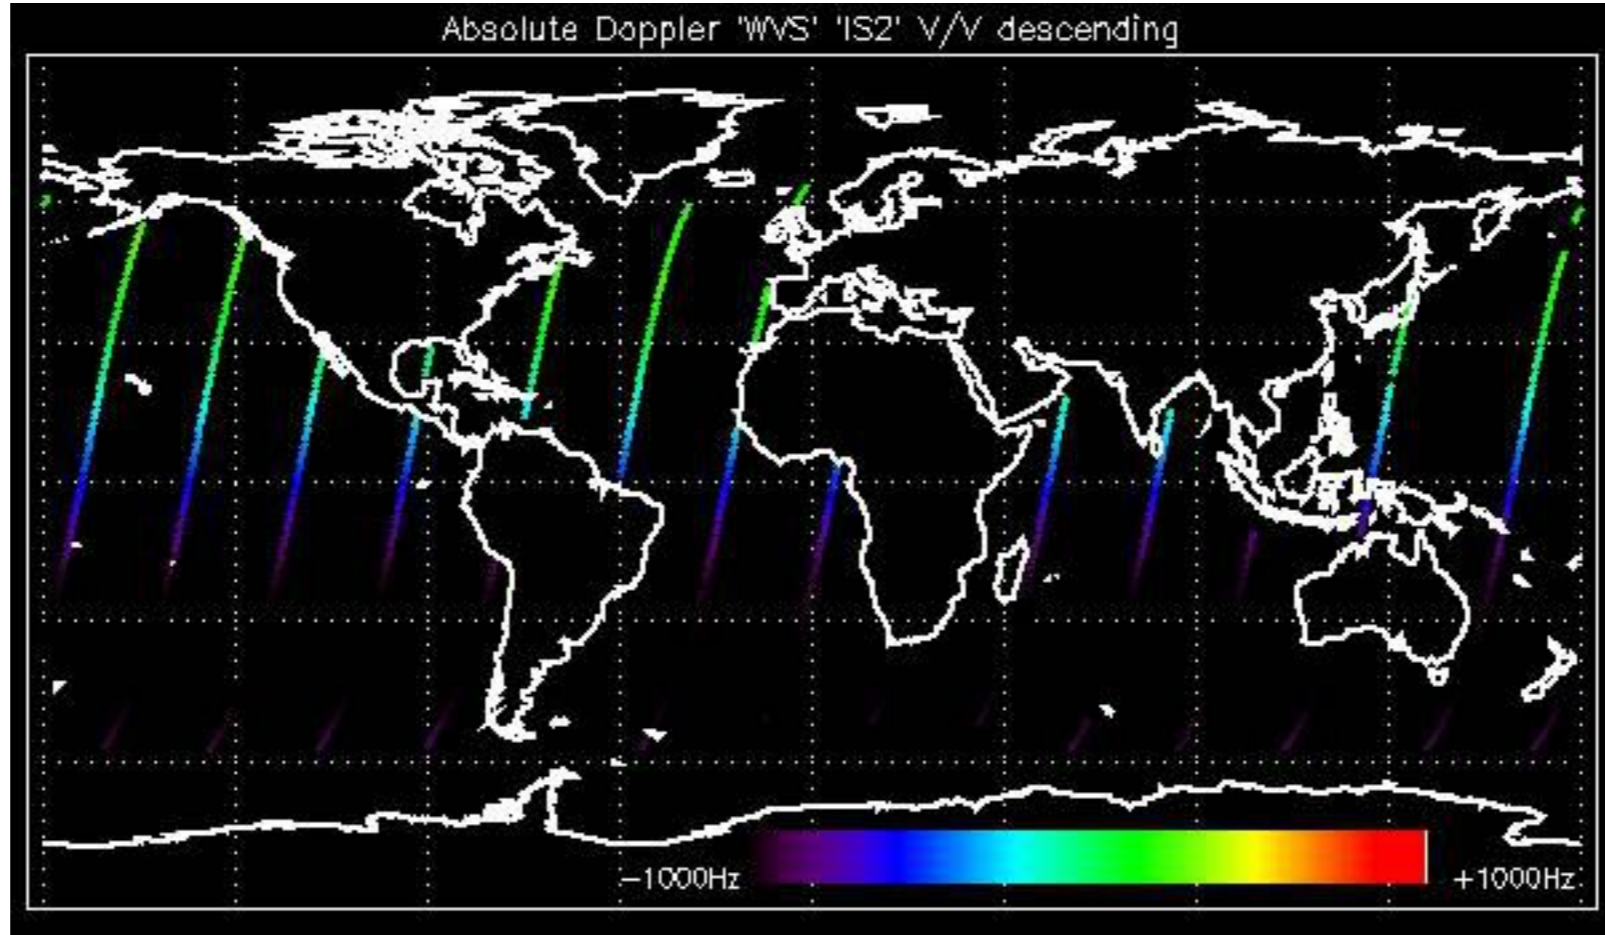 Absolute Doppler 'WVS' 'IS2' V/V descending
−1000Hz
+1000Hz